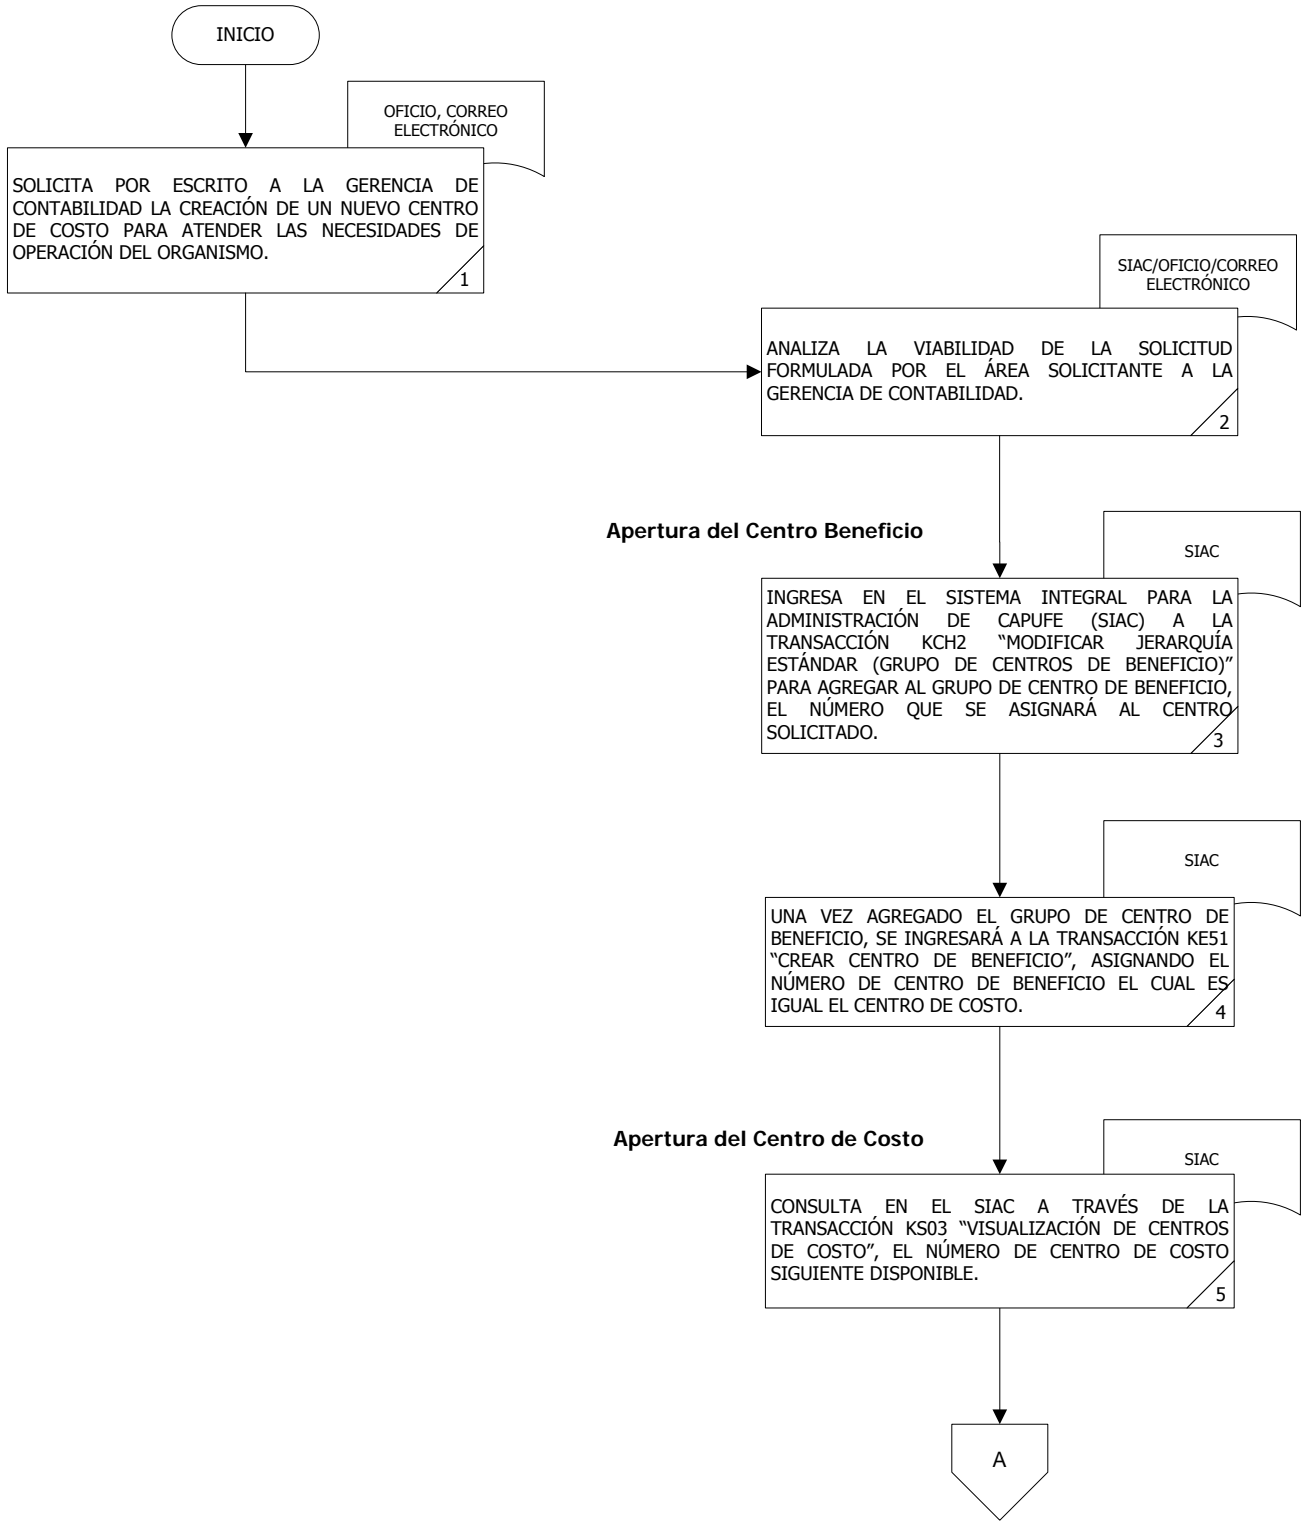 INICIO
OFICIO, CORREO
ELECTRÓNICO
SOLICITA POR ESCRITO A LA GERENCIA DE
CONTABILIDAD LA CREACIÓN DE UN NUEVO CENTRO
DE COSTO PARA ATENDER LAS NECESIDADES DE
OPERACIÓN DEL ORGANISMO.
1
SIAC/OFICIO/CORREO
ELECTRÓNICO
ANALIZA LA VIABILIDAD DE LA SOLICITUD
FORMULADA POR EL ÁREA SOLICITANTE A LA
GERENCIA DE CONTABILIDAD.
2
Apertura del Centro Beneficio
SIAC
INGRESA EN EL SISTEMA INTEGRAL PARA LA
ADMINISTRACIÓN DE CAPUFE (SIAC) A LA
TRANSACCIÓN KCH2 “MODIFICAR JERARQUÍA
ESTÁNDAR (GRUPO DE CENTROS DE BENEFICIO)”
PARA AGREGAR AL GRUPO DE CENTRO DE BENEFICIO,
EL NÚMERO QUE SE ASIGNARÁ AL CENTRO
SOLICITADO.
3
SIAC
UNA VEZ AGREGADO EL GRUPO DE CENTRO DE
BENEFICIO, SE INGRESARÁ A LA TRANSACCIÓN KE51
“CREAR CENTRO DE BENEFICIO”, ASIGNANDO EL
NÚMERO DE CENTRO DE BENEFICIO EL CUAL ES
IGUAL EL CENTRO DE COSTO.
4
Apertura del Centro de Costo
SIAC
CONSULTA EN EL SIAC A TRAVÉS DE LA
TRANSACCIÓN KS03 “VISUALIZACIÓN DE CENTROS
DE COSTO”, EL NÚMERO DE CENTRO DE COSTO
SIGUIENTE DISPONIBLE.
5
A